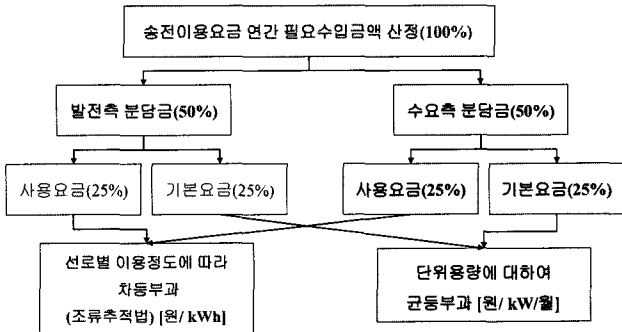 송전이용요금 연간 필요수입금액 산정(100%)
발전측 분담금(50%)
수요측 분담금(50%)
사용요금(25%)
기본요금(25%)
사용요금(25%)
기본요금(25%)
선로별 이용정도에 따라
차등부과
(조류추적법) [원/ kWh]
단위용량에 대하여
균등부과 [원/ kW/월]